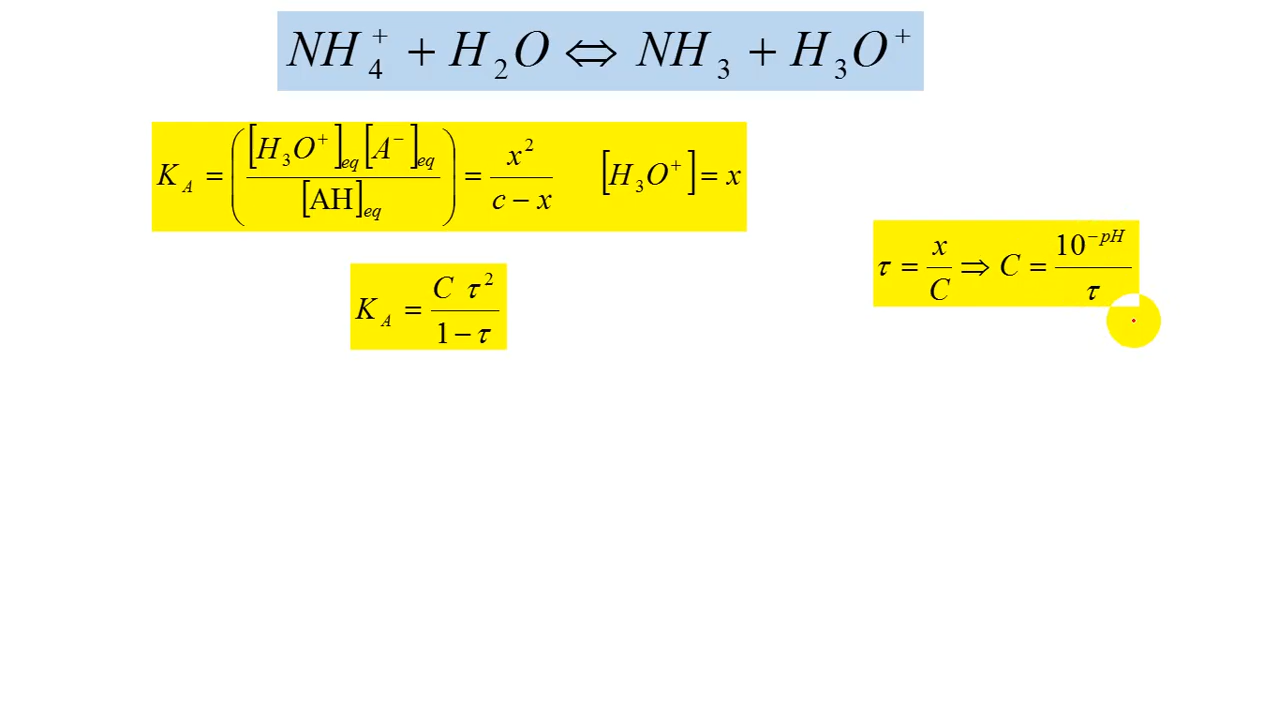 NH₄⁺ + H₂O ⇔ NH₃ + H₃O⁺
K_A = ([H₃O⁺]_eq [A⁻]_eq / [AH]_eq) = x² / (c − x)    [H₃O⁺] = x
τ = x / C ⇒ C = 10^(−pH) / τ
K_A = C τ² / (1 − τ)